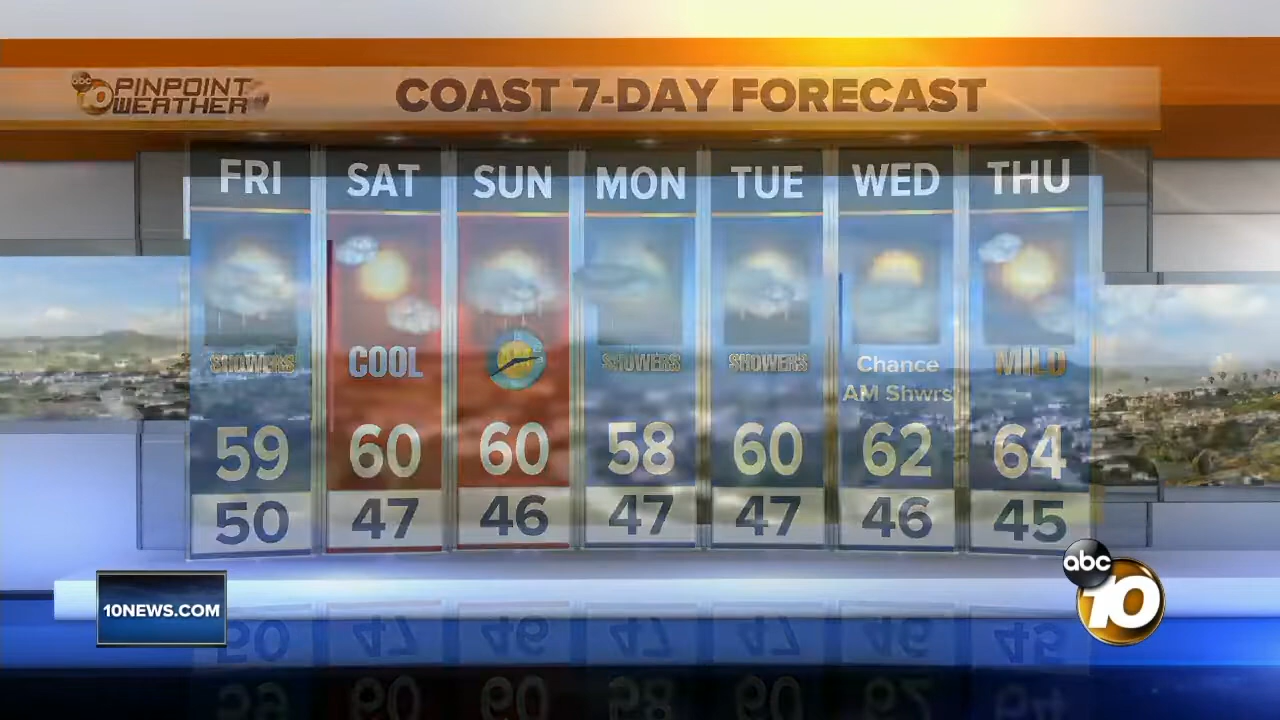 abc 10 PINPOINT WEATHER
COAST 7-DAY FORECAST
FRI SAT SUN MON TUE WED THU
SHOWERS COOL SHOWERS SHOWERS Chance AM Shwrs MILD
59 60 60 58 60 62 64
50 47 46 47 47 46 45
10NEWS.COM
abc 10